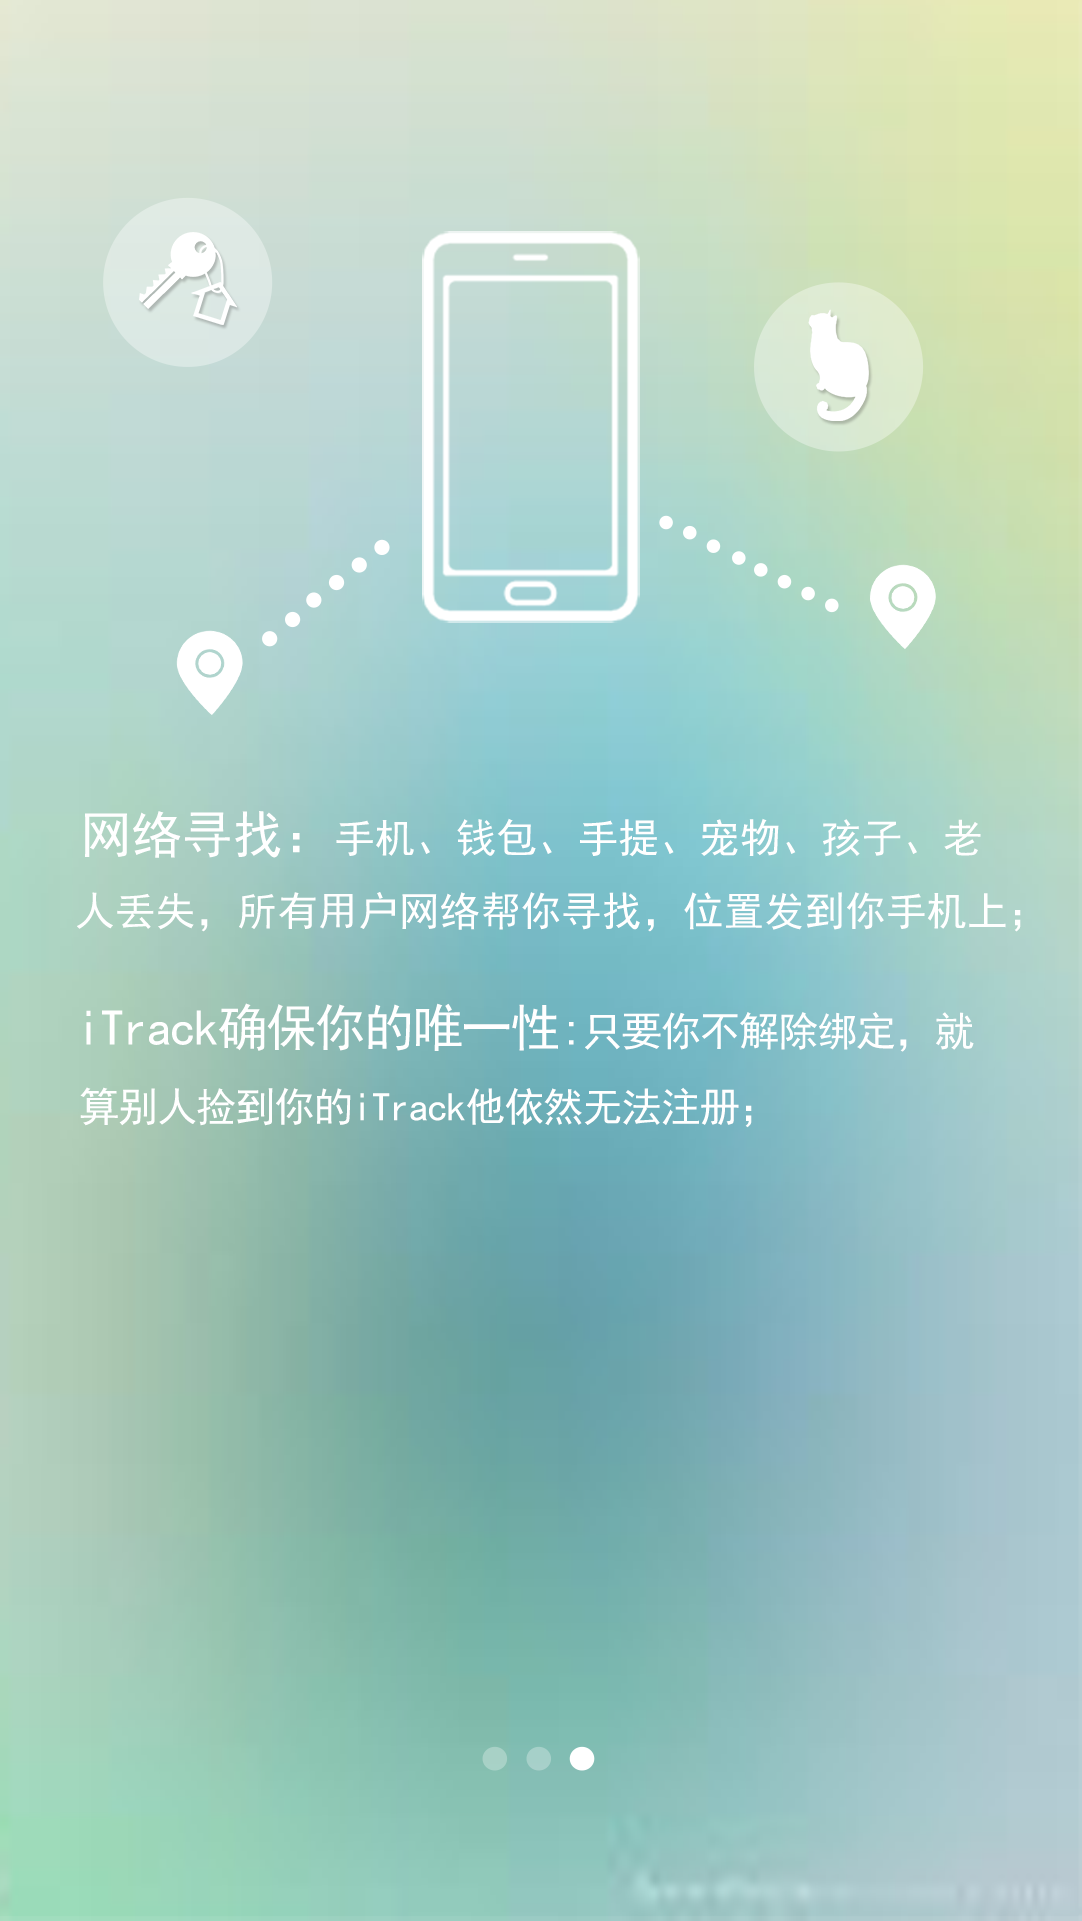 网络寻找：手机、钱包、手提、宠物、孩子、老
人丢失，所有用户网络帮你寻找，位置发到你手机上；
iTrack确保你的唯一性:只要你不解除绑定，就
算别人捡到你的iTrack他依然无法注册；